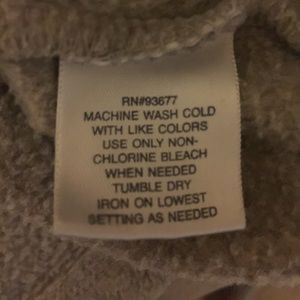 RN#93677
MACHINE WASH COLD
WITH LIKE COLORS
USE ONLY NON-
CHLORINE BLEACH
WHEN NEEDED
TUMBLE DRY
IRON ON LOWEST
SETTING AS NEEDED